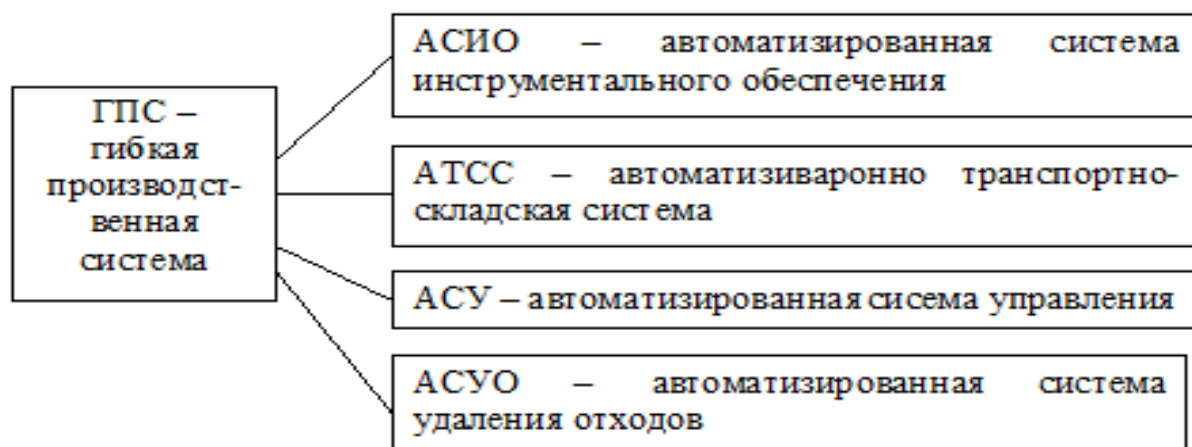 ГПС –
гибкая
производст-
венная
система
АСИО – автоматизированная система
инструментального обеспечения
АТСС – автоматизиваронно транспортно-
складская система
АСУ – автоматизированная сисема управления
АСУО – автоматизированная система
удаления отходов